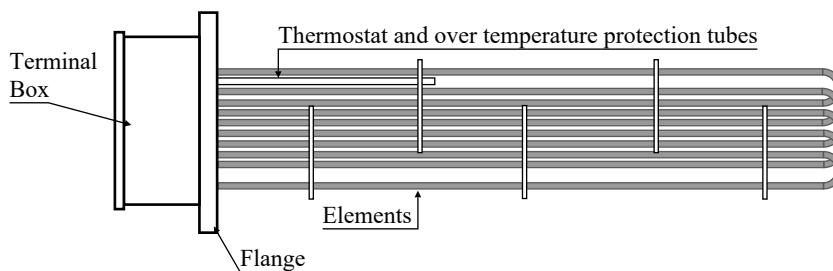 Thermostat and over temperature protection tubes
Terminal
Box
Elements
Flange